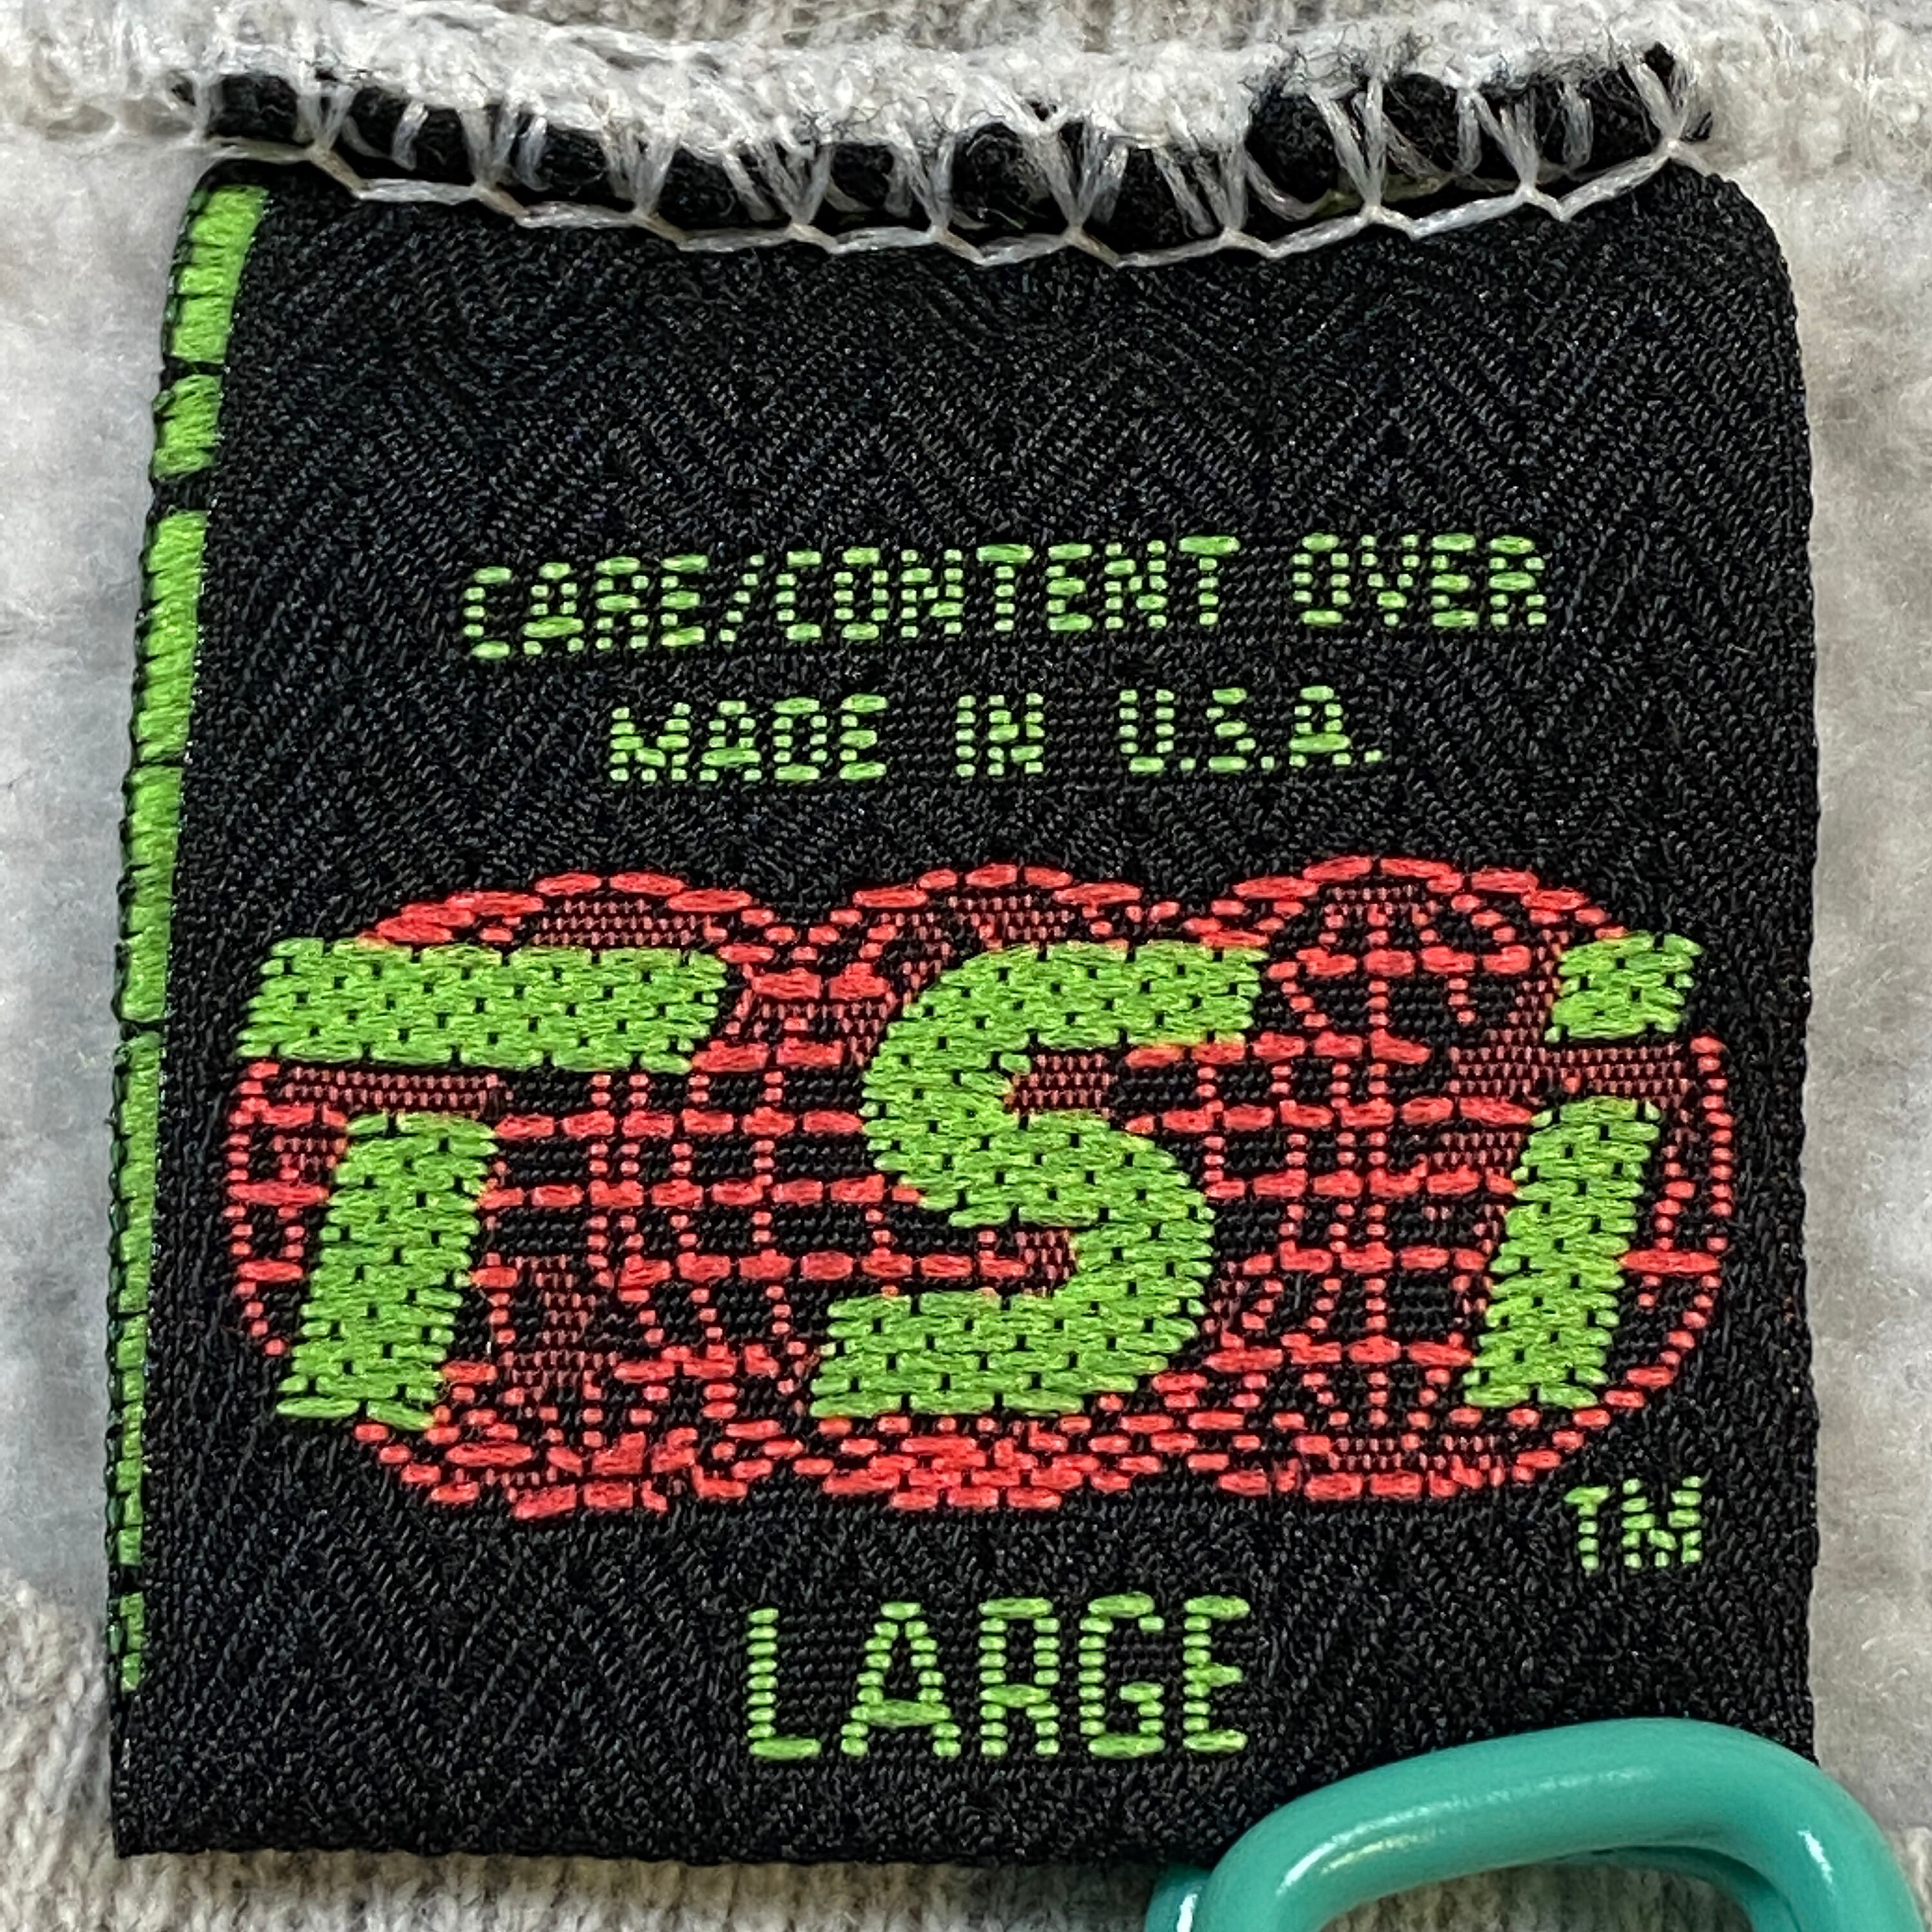 CARE/CONTENT OVER
MADE IN U.S.A.
TSI
TM
LARGE